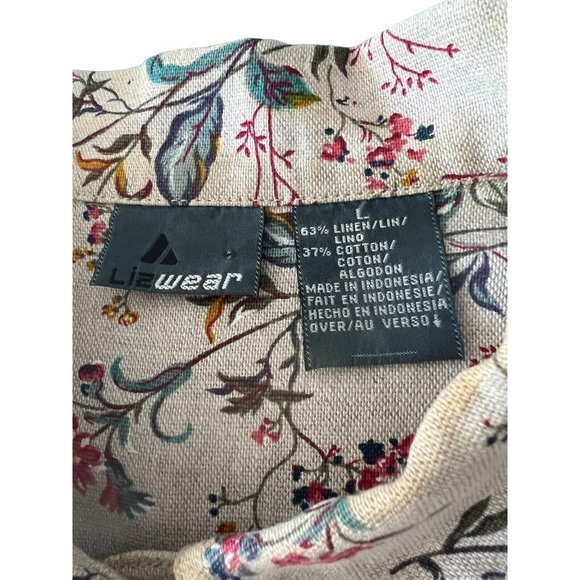 Lizwear
L
63% LINEN/LIN/
LINO
37% COTTON/
COTON/
ALGODON
MADE IN INDONESIA/
FAIT EN INDONESIE/
HECHO EN INDONESIA
OVER/AU VERSO↓